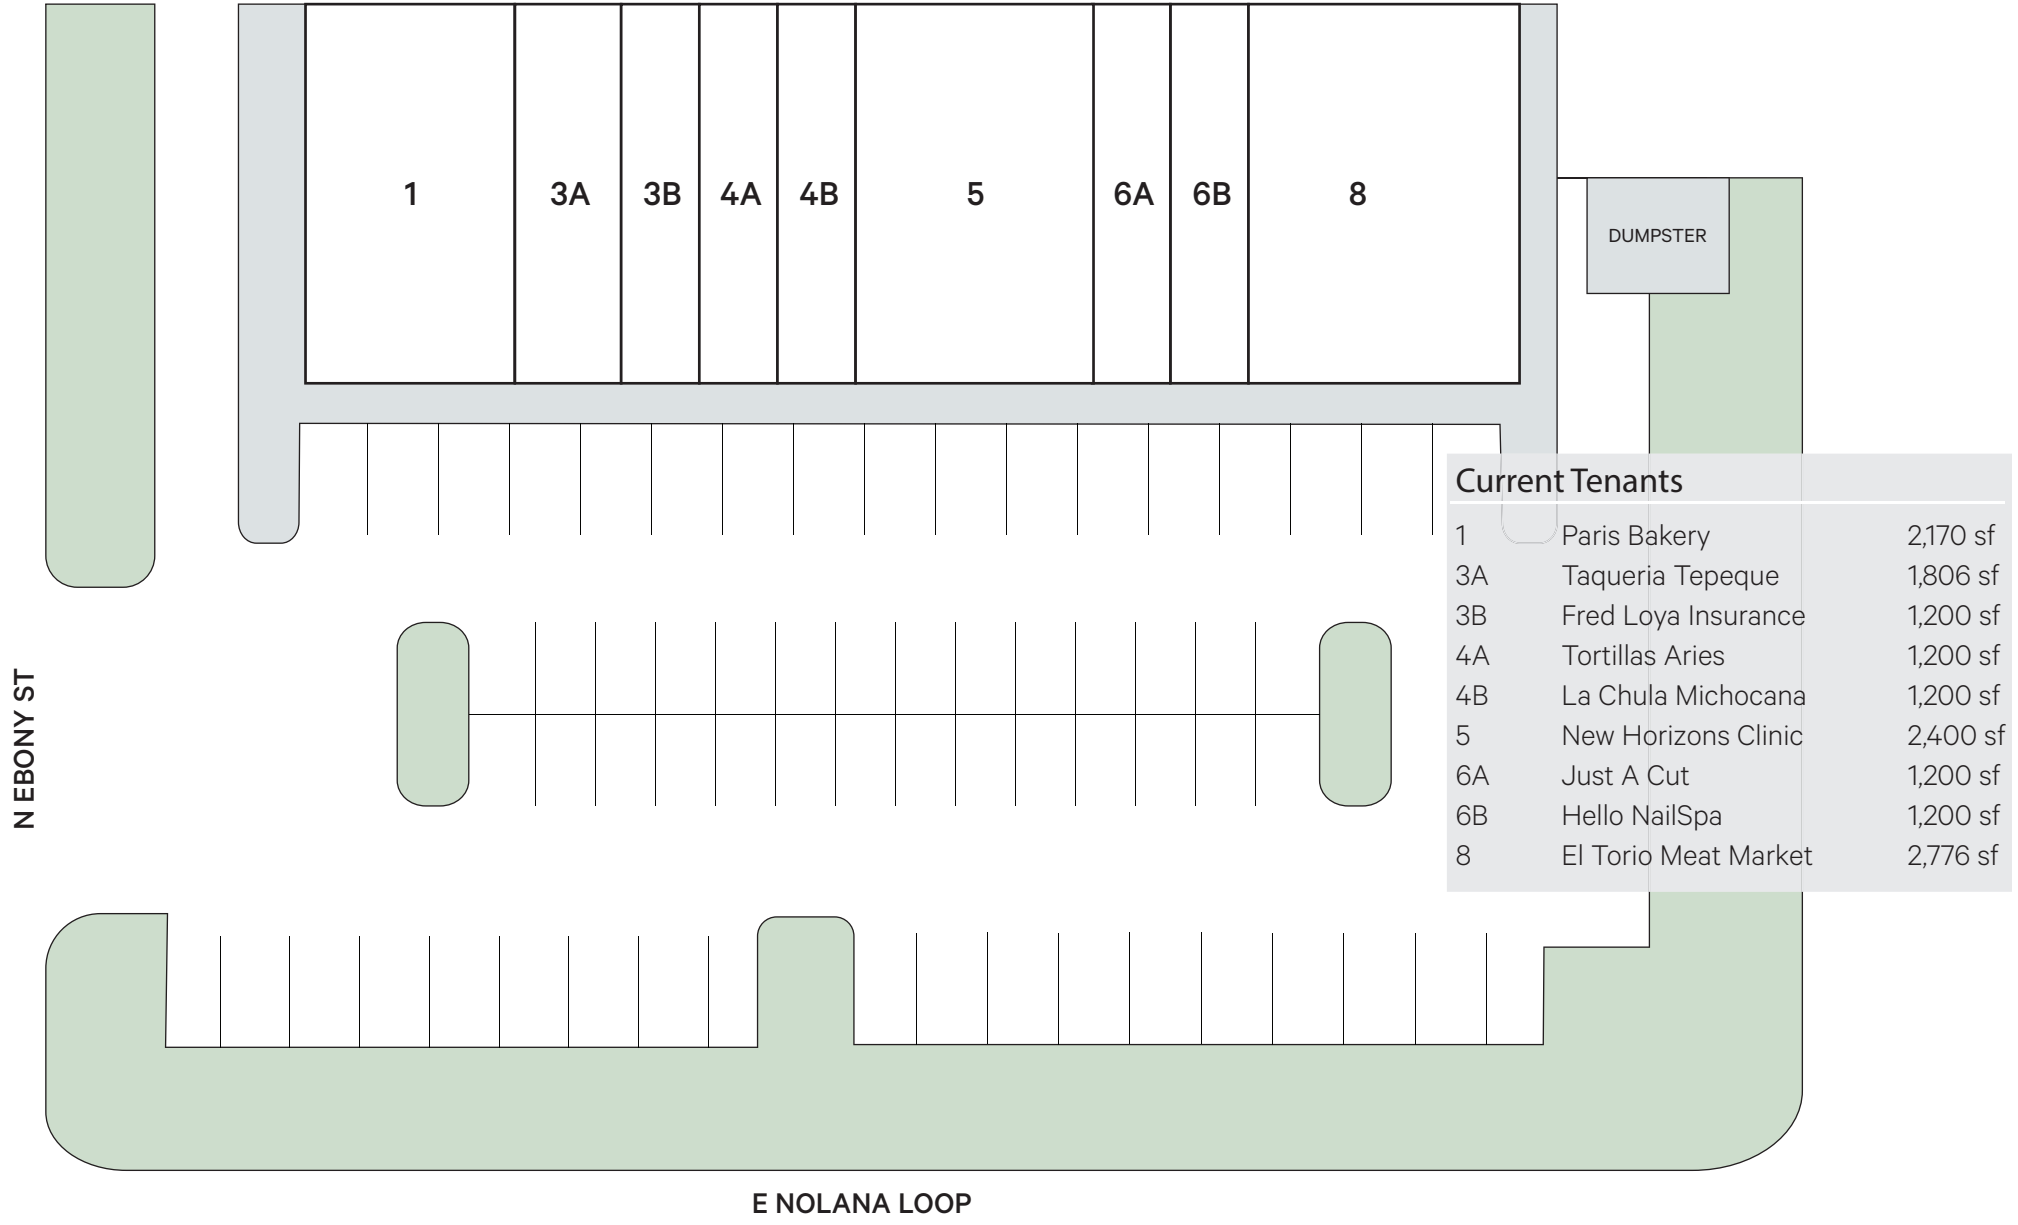 1 3A 3B 4A 4B 5 6A 6B 8
DUMPSTER
Current Tenants
1 Paris Bakery 2,170 sf
3A Taqueria Tepeque 1,806 sf
3B Fred Loya Insurance 1,200 sf
4A Tortillas Aries 1,200 sf
4B La Chula Michocana 1,200 sf
5 New Horizons Clinic 2,400 sf
6A Just A Cut 1,200 sf
6B Hello NailSpa 1,200 sf
8 El Torio Meat Market 2,776 sf
N EBONY ST
E NOLANA LOOP